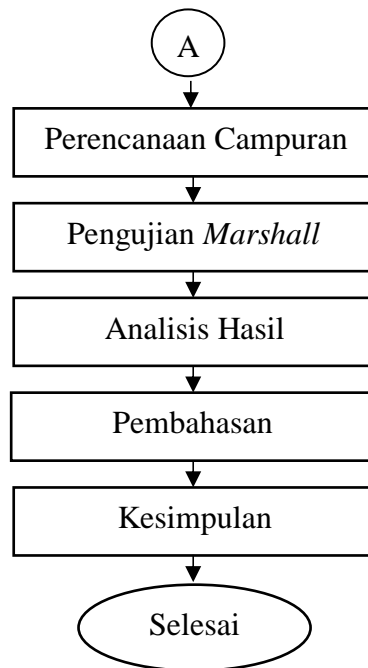 A
Perencanaan Campuran
Pengujian Marshall
Analisis Hasil
Pembahasan
Kesimpulan
Selesai